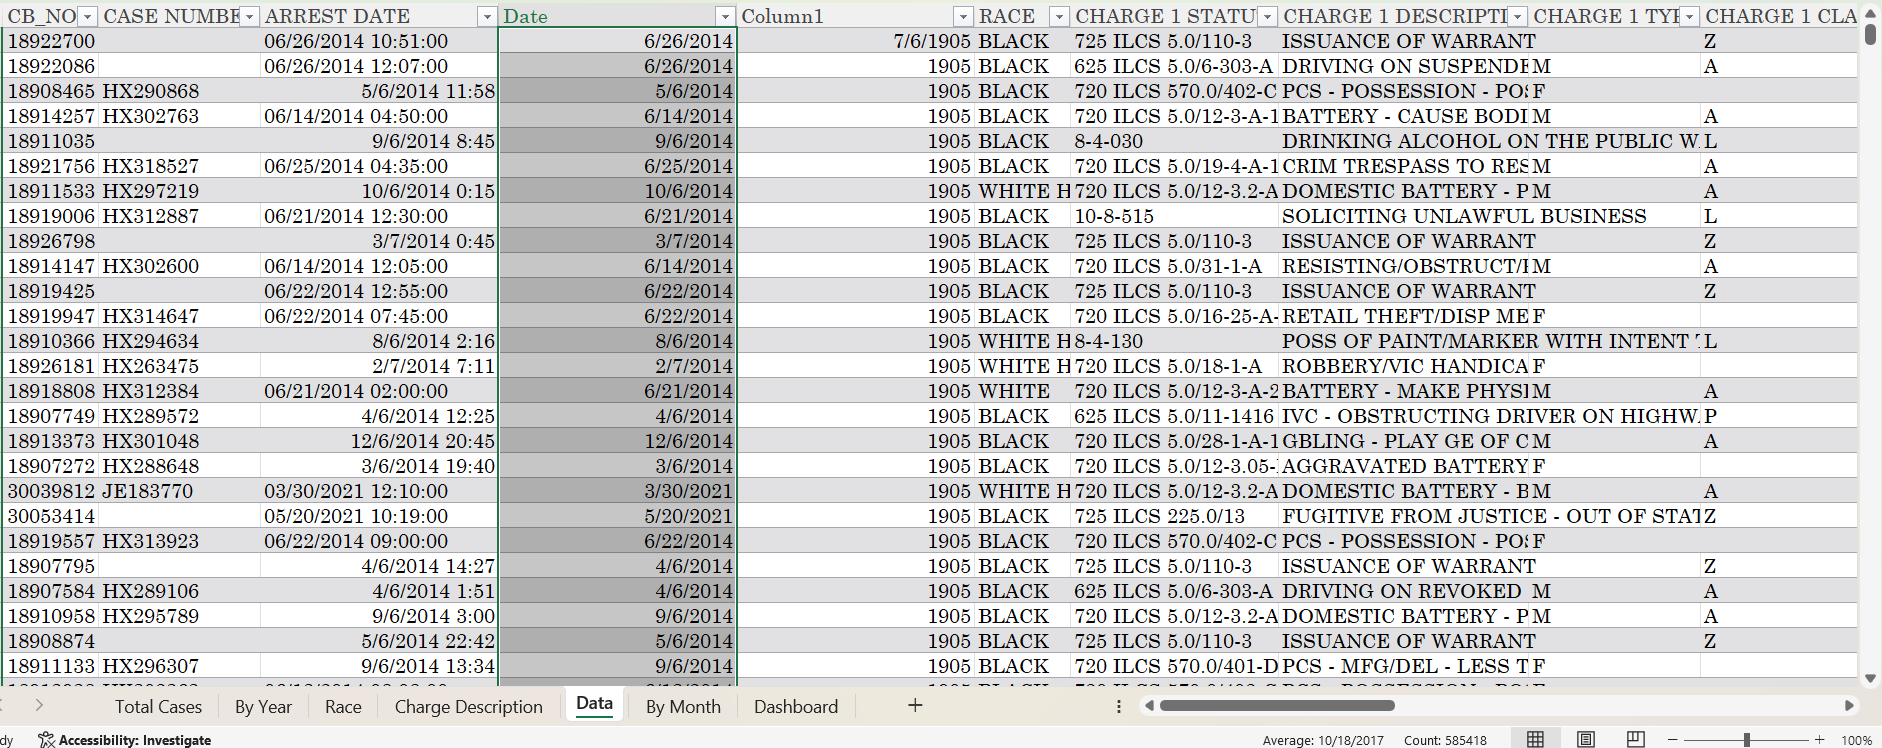 CB_NO CASE NUMBE ARREST DATE Date Column1 RACE CHARGE 1 STATU CHARGE 1 DESCRIPTI CHARGE 1 TYP CHARGE 1 CLA
18922700 06/26/2014 10:51:00 6/26/2014 7/6/1905 BLACK 725 ILCS 5.0/110-3 ISSUANCE OF WARRANT Z
18922086 06/26/2014 12:07:00 6/26/2014 1905 BLACK 625 ILCS 5.0/6-303-A DRIVING ON SUSPENDE M A
18908465 HX290868 5/6/2014 11:58 5/6/2014 1905 BLACK 720 ILCS 570.0/402-C PCS - POSSESSION - POS F
18914257 HX302763 06/14/2014 04:50:00 6/14/2014 1905 BLACK 720 ILCS 5.0/12-3-A-1 BATTERY - CAUSE BODI M A
18911035 9/6/2014 8:45 9/6/2014 1905 BLACK 8-4-030 DRINKING ALCOHOL ON THE PUBLIC W L
18921756 HX318527 06/25/2014 04:35:00 6/25/2014 1905 BLACK 720 ILCS 5.0/19-4-A-1 CRIM TRESPASS TO RES M A
18911533 HX297219 10/6/2014 0:15 10/6/2014 1905 WHITE H 720 ILCS 5.0/12-3.2-A DOMESTIC BATTERY - P M A
18919006 HX312887 06/21/2014 12:30:00 6/21/2014 1905 BLACK 10-8-515 SOLICITING UNLAWFUL BUSINESS L
18926798 3/7/2014 0:45 3/7/2014 1905 BLACK 725 ILCS 5.0/110-3 ISSUANCE OF WARRANT Z
18914147 HX302600 06/14/2014 12:05:00 6/14/2014 1905 BLACK 720 ILCS 5.0/31-1-A RESISTING/OBSTRUCT/ M A
18919425 06/22/2014 12:55:00 6/22/2014 1905 BLACK 725 ILCS 5.0/110-3 ISSUANCE OF WARRANT Z
18919947 HX314647 06/22/2014 07:45:00 6/22/2014 1905 BLACK 720 ILCS 5.0/16-25-A- RETAIL THEFT/DISP ME F
18910366 HX294634 8/6/2014 2:16 8/6/2014 1905 WHITE H 8-4-130 POSS OF PAINT/MARKER WITH INTENT L
18926181 HX263475 2/7/2014 7:11 2/7/2014 1905 WHITE H 720 ILCS 5.0/18-1-A ROBBERY/VIC HANDICA F
18918808 HX312384 06/21/2014 02:00:00 6/21/2014 1905 WHITE 720 ILCS 5.0/12-3-A-2 BATTERY - MAKE PHYSI M A
18907749 HX289572 4/6/2014 12:25 4/6/2014 1905 BLACK 625 ILCS 5.0/11-1416 IVC - OBSTRUCTING DRIVER ON HIGHW P
18913373 HX301048 12/6/2014 20:45 12/6/2014 1905 BLACK 720 ILCS 5.0/28-1-A-1 GBLING - PLAY GE OF C M A
18907272 HX288648 3/6/2014 19:40 3/6/2014 1905 BLACK 720 ILCS 5.0/12-3.05- AGGRAVATED BATTERY F
30039812 JE183770 03/30/2021 12:10:00 3/30/2021 1905 WHITE H 720 ILCS 5.0/12-3.2-A DOMESTIC BATTERY - B M A
30053414 05/20/2021 10:19:00 5/20/2021 1905 BLACK 725 ILCS 225.0/13 FUGITIVE FROM JUSTICE - OUT OF STAT Z
18919557 HX313923 06/22/2014 09:00:00 6/22/2014 1905 BLACK 720 ILCS 570.0/402-C PCS - POSSESSION - POS F
18907795 4/6/2014 14:27 4/6/2014 1905 BLACK 725 ILCS 5.0/110-3 ISSUANCE OF WARRANT Z
18907584 HX289106 4/6/2014 1:51 4/6/2014 1905 BLACK 625 ILCS 5.0/6-303-A DRIVING ON REVOKED M A
18910958 HX295789 9/6/2014 3:00 9/6/2014 1905 BLACK 720 ILCS 5.0/12-3.2-A DOMESTIC BATTERY - P M A
18908874 5/6/2014 22:42 5/6/2014 1905 BLACK 725 ILCS 5.0/110-3 ISSUANCE OF WARRANT Z
18911133 HX296307 9/6/2014 13:34 9/6/2014 1905 BLACK 720 ILCS 570.0/401-D PCS - MFG/DEL - LESS T F
Total Cases By Year Race Charge Description Data By Month Dashboard +
dy Accessibility: Investigate Average: 10/18/2017 Count: 585418 100%